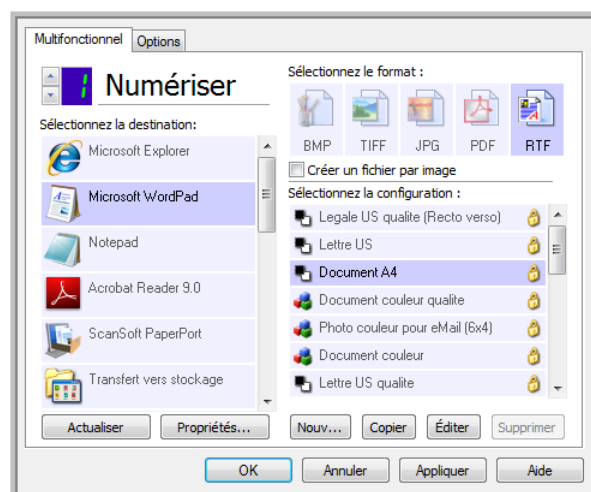 Multifonctionnel Options
1 Numériser
Sélectionnez la destination:
Microsoft Explorer
Microsoft WordPad
Notepad
Acrobat Reader 9.0
ScanSoft PaperPort
Transfert vers stockage
Actualiser Propriétés...
Sélectionnez le format :
BMP TIFF JPG PDF RTF
Créer un fichier par image
Sélectionnez la configuration :
Legale US qualite (Recto verso)
Lettre US
Document A4
Document couleur qualite
Photo couleur pour eMail (6x4)
Document couleur
Lettre US qualite
Nouv... Copier Éditer Supprimer
OK Annuler Appliquer Aide